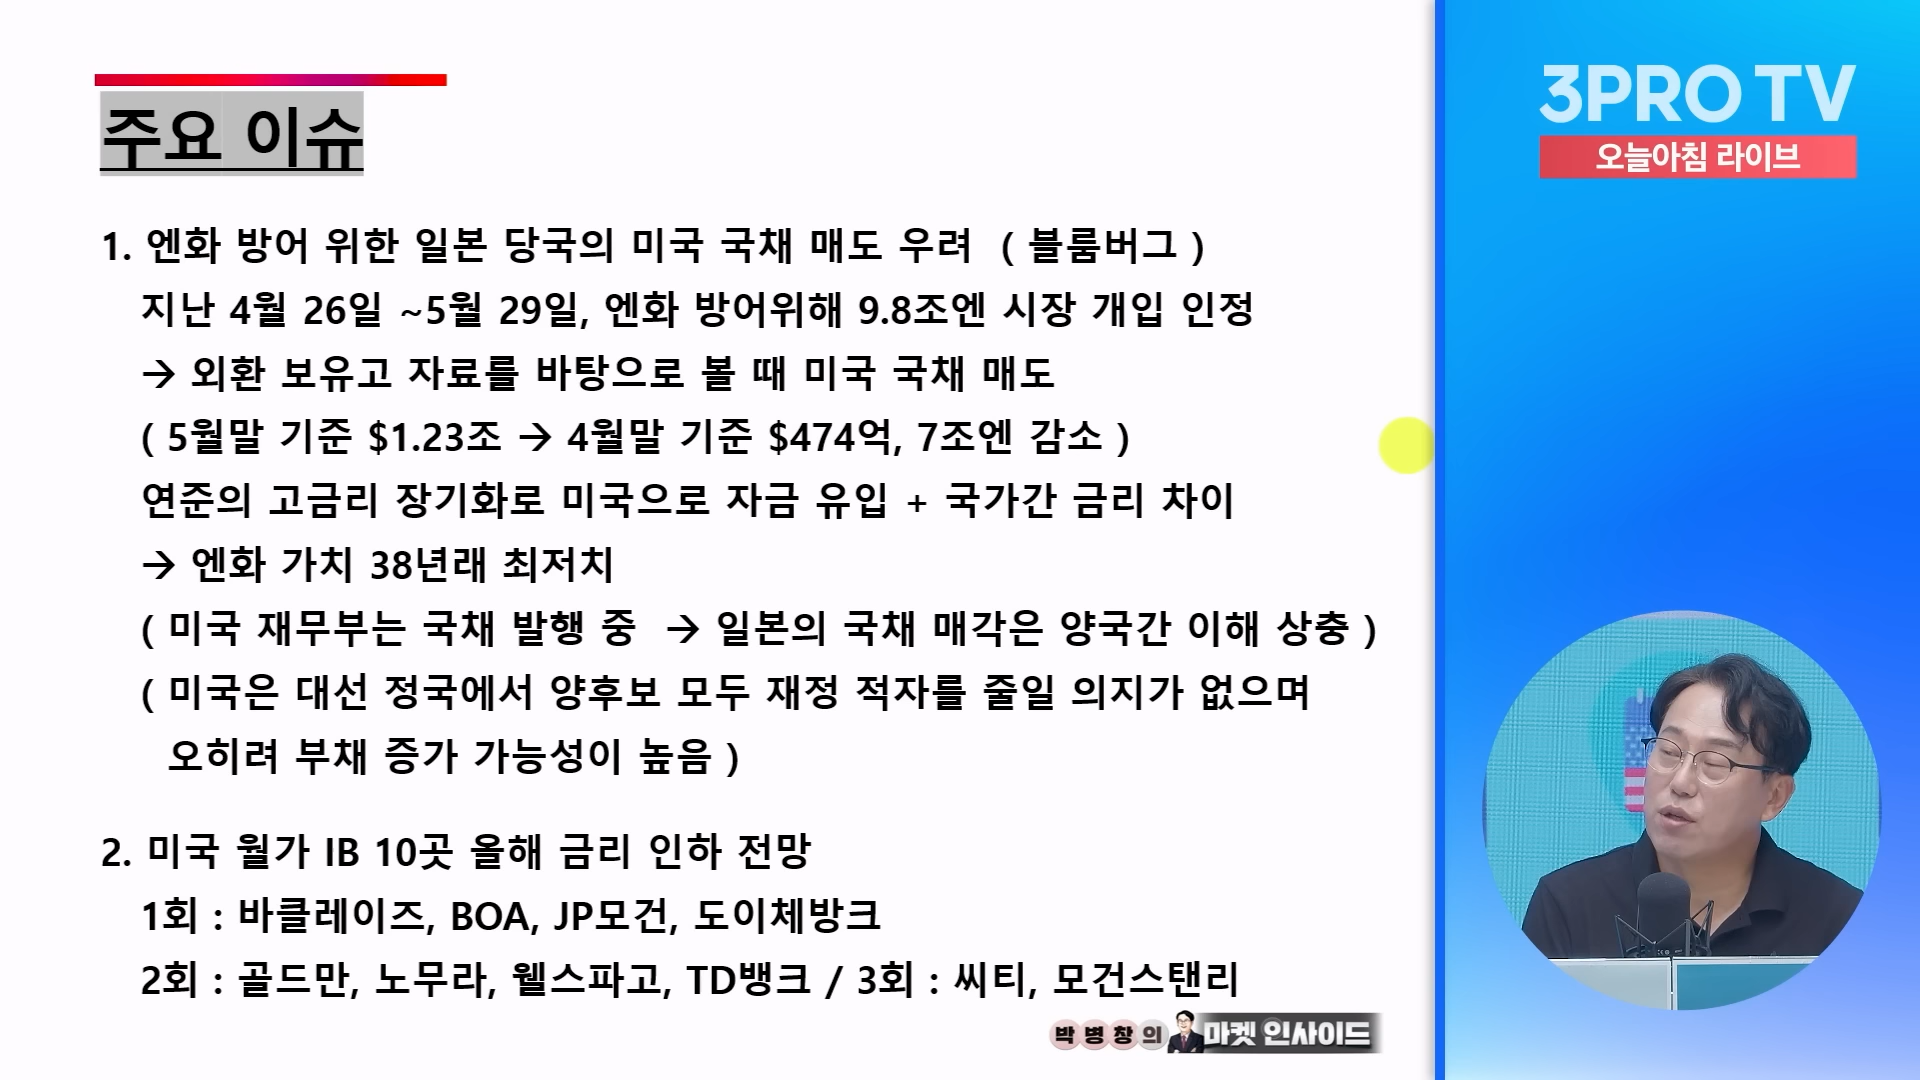 주요 이슈
1. 엔화 방어 위한 일본 당국의 미국 국채 매도 우려 ( 블룸버그 )
지난 4월 26일 ~5월 29일, 엔화 방어위해 9.8조엔 시장 개입 인정
→ 외환 보유고 자료를 바탕으로 볼 때 미국 국채 매도
( 5월말 기준 $1.23조 → 4월말 기준 $474억, 7조엔 감소 )
연준의 고금리 장기화로 미국으로 자금 유입 + 국가간 금리 차이
→ 엔화 가치 38년래 최저치
( 미국 재무부는 국채 발행 중 → 일본의 국채 매각은 양국간 이해 상충 )
( 미국은 대선 정국에서 양후보 모두 재정 적자를 줄일 의지가 없으며
오히려 부채 증가 가능성이 높음 )
2. 미국 월가 IB 10곳 올해 금리 인하 전망
1회 : 바클레이즈, BOA, JP모건, 도이체방크
2회 : 골드만, 노무라, 웰스파고, TD뱅크 / 3회 : 씨티, 모건스탠리
박병창의 마켓 인사이드
3PRO TV
오늘아침 라이브